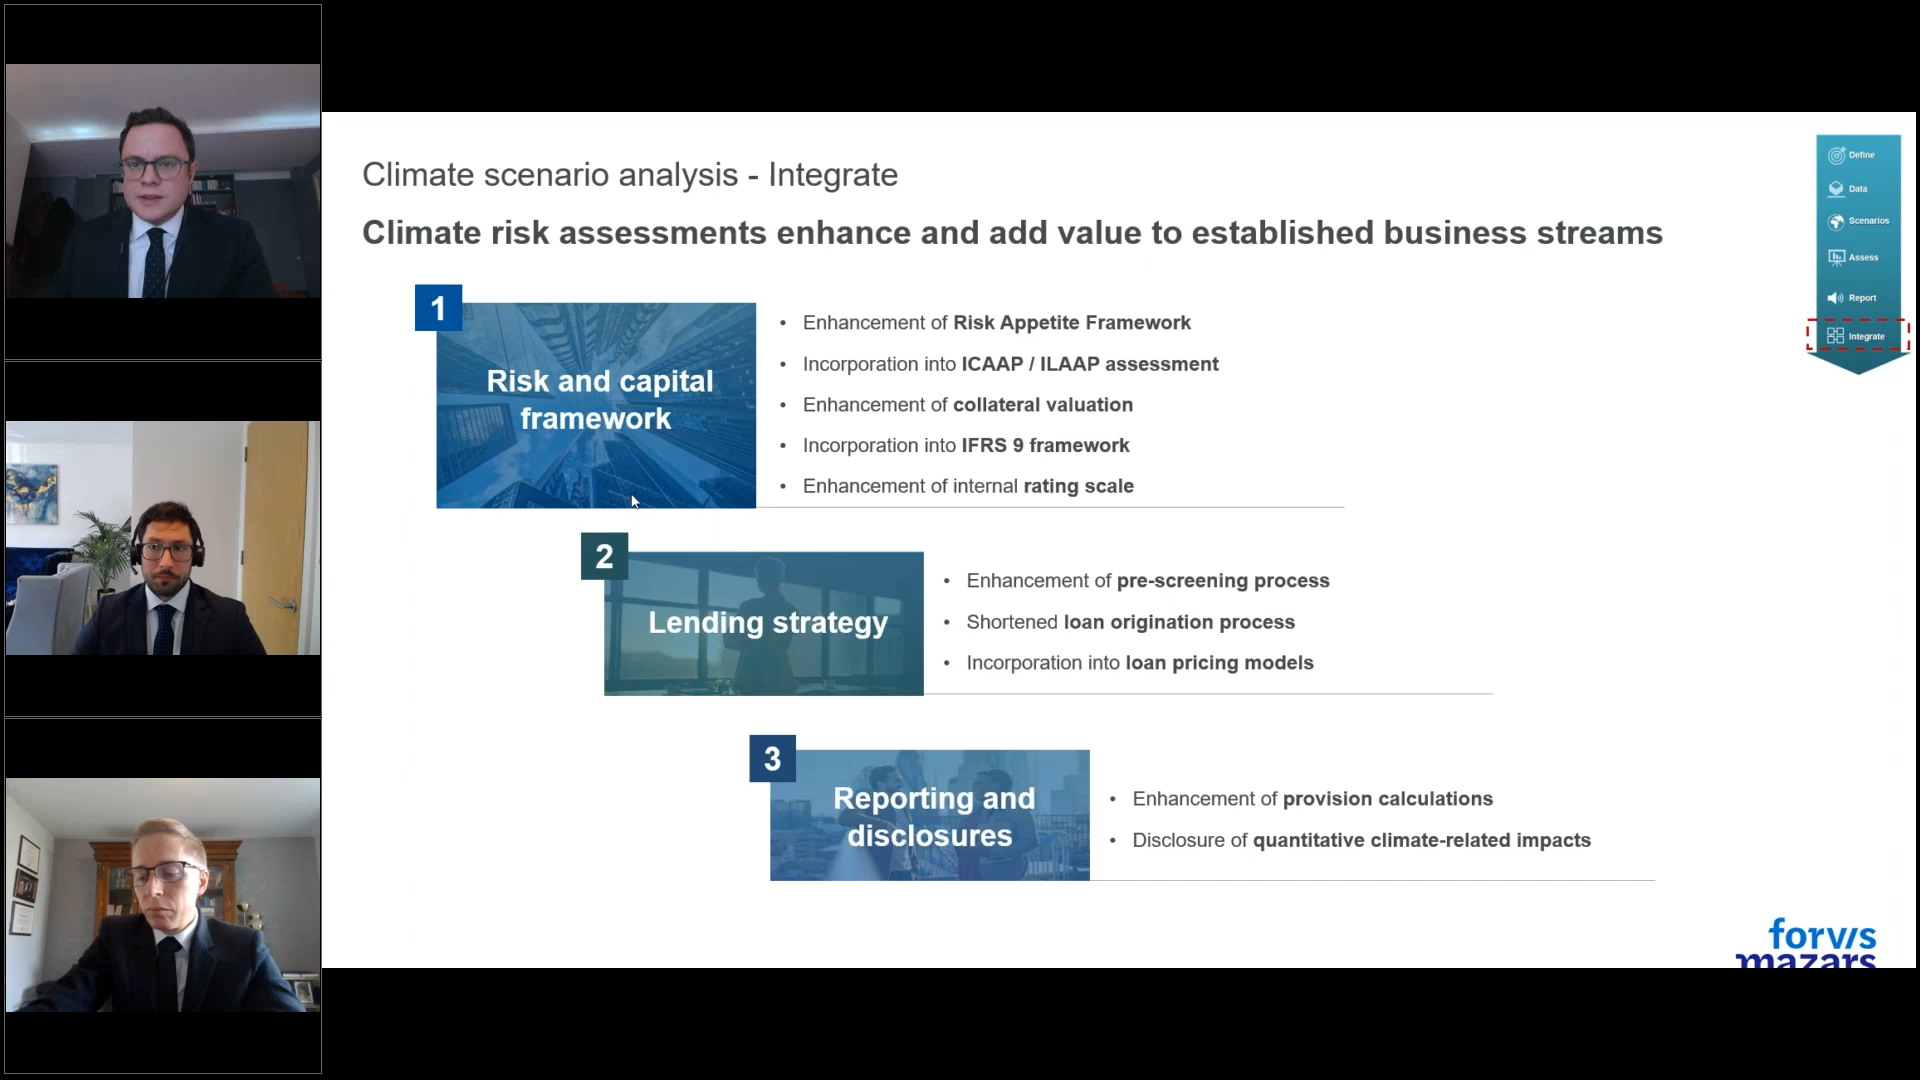 Climate scenario analysis - Integrate
Climate risk assessments enhance and add value to established business streams
1
Risk and capital
framework
• Enhancement of Risk Appetite Framework
• Incorporation into ICAAP / ILAAP assessment
• Enhancement of collateral valuation
• Incorporation into IFRS 9 framework
• Enhancement of internal rating scale
2
Lending strategy
• Enhancement of pre-screening process
• Shortened loan origination process
• Incorporation into loan pricing models
3
Reporting and
disclosures
• Enhancement of provision calculations
• Disclosure of quantitative climate-related impacts
Define
Data
Scenarios
Assess
Report
Integrate
forvis
mazars